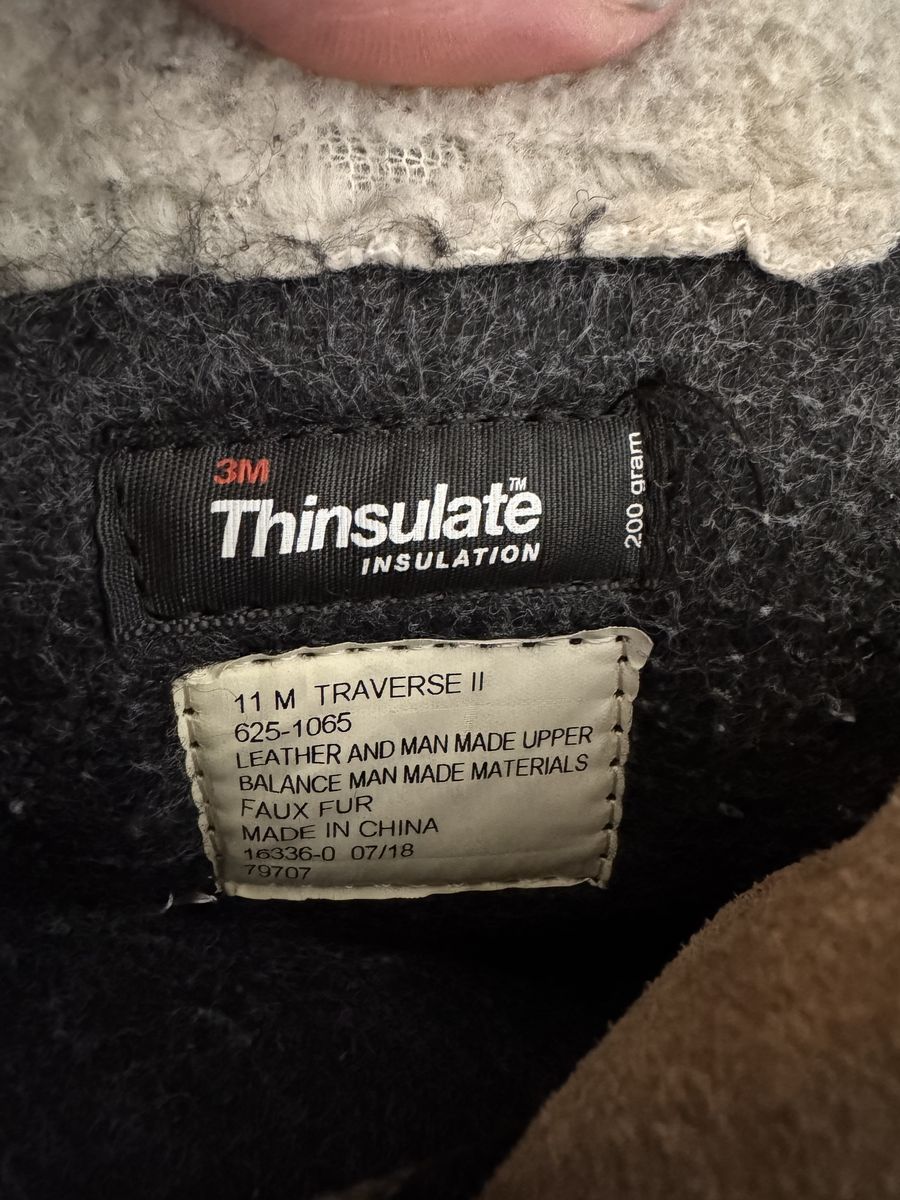 3M
Thinsulate™
INSULATION
200 gram
11 M TRAVERSE II
625-1065
LEATHER AND MAN MADE UPPER
BALANCE MAN MADE MATERIALS
FAUX FUR
MADE IN CHINA
16336-0 07/18
79707